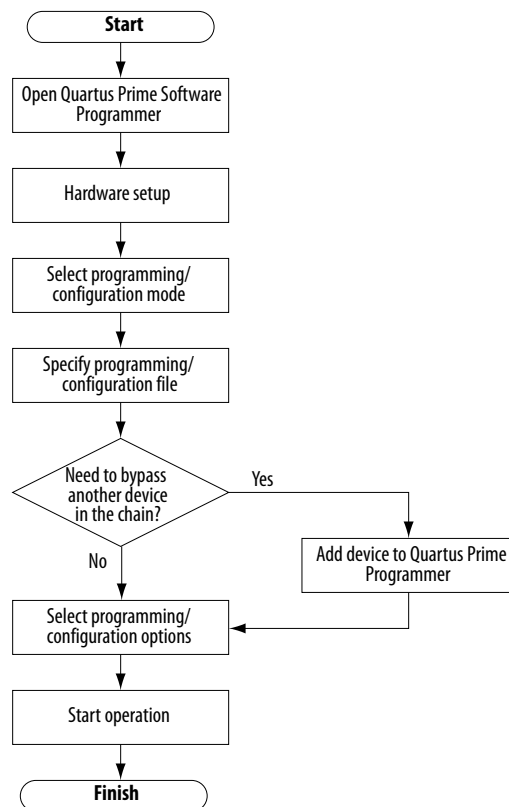 Start
Open Quartus Prime Software
Programmer
Hardware setup
Select programming/
configuration mode
Specify programming/
configuration file
Need to bypass
another device
in the chain?
Yes
No
Add device to Quartus Prime
Programmer
Select programming/
configuration options
Start operation
Finish